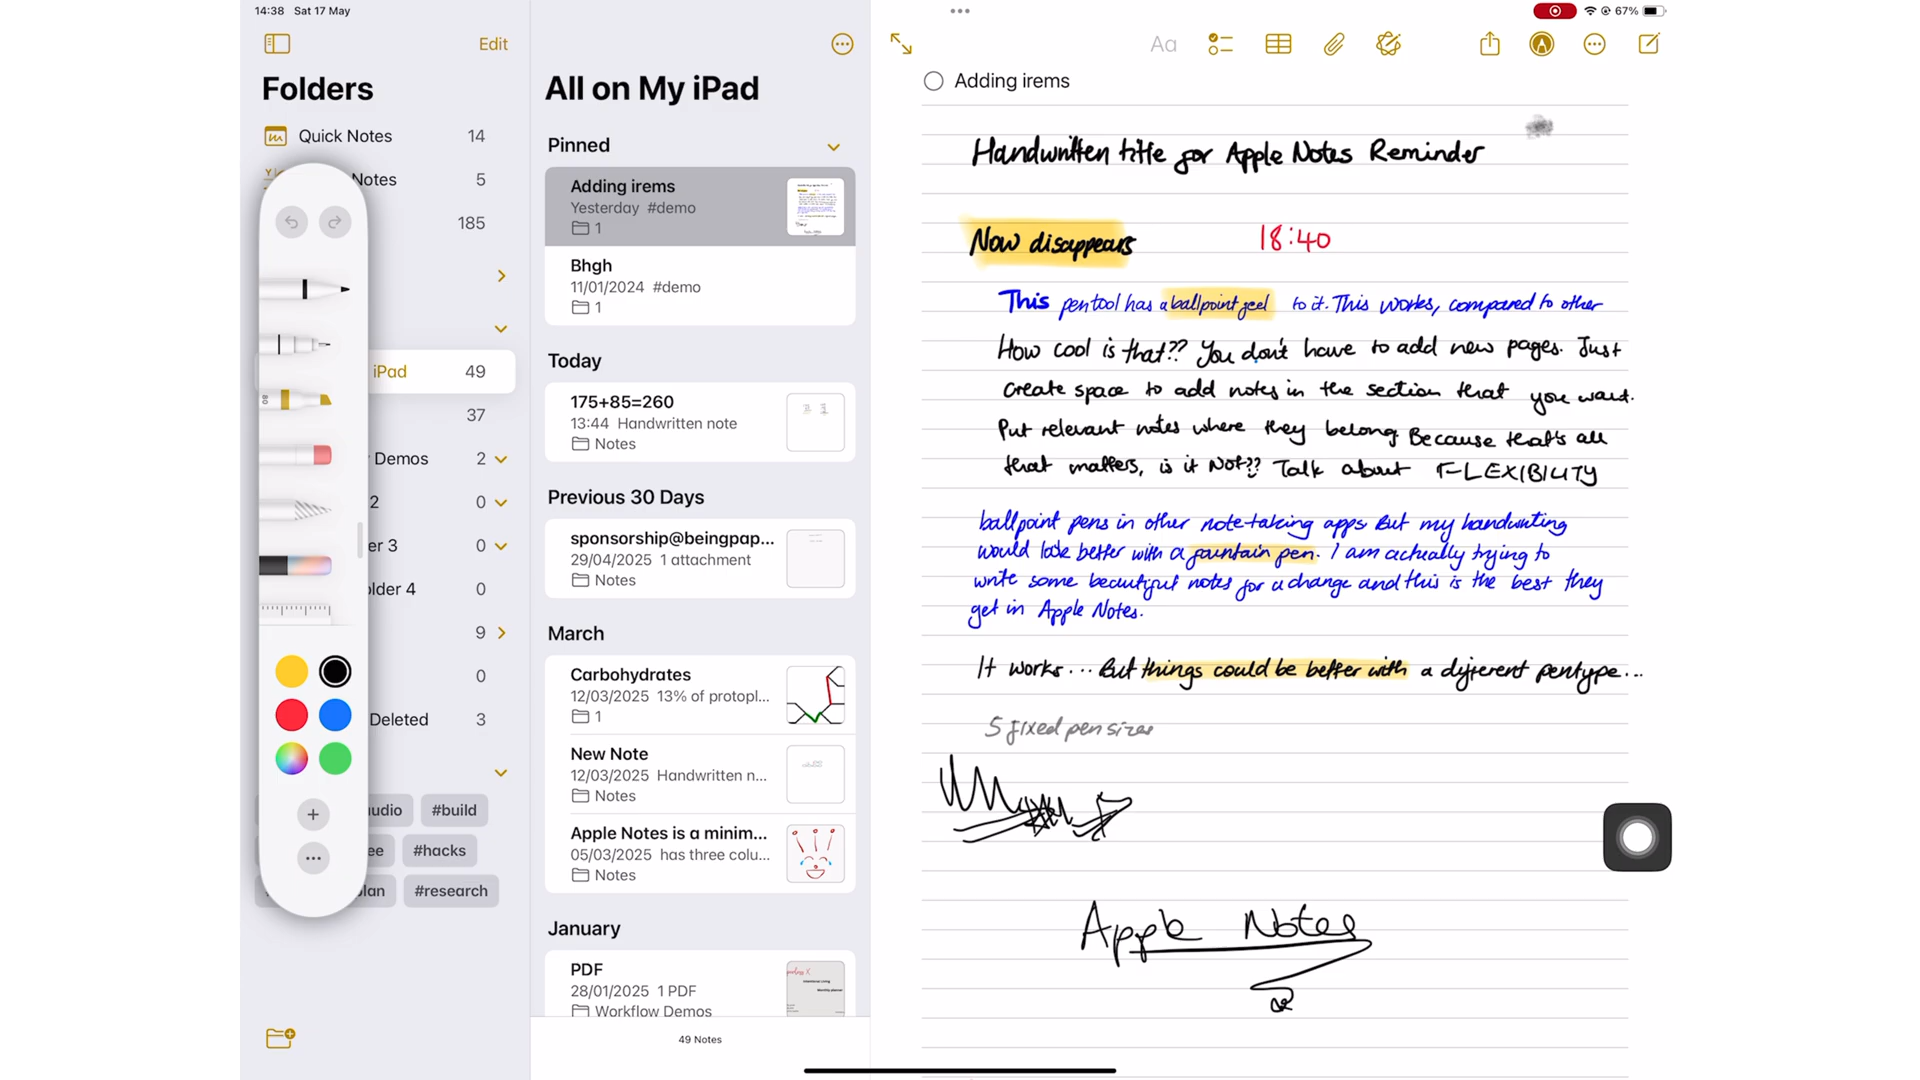 14:38 Sat 17 May
67%
Edit
Folders
Quick Notes 14
Notes 5
185
iPad 49
37
Demos 2
2 0
er 3 0
older 4 0
9
0
Deleted 3
udio #build
ee #hacks
lan #research
All on My iPad
Pinned
Adding irems
Yesterday #demo
1
Bhgh
11/01/2024 #demo
1
Today
175+85=260
13:44 Handwritten note
Notes
Previous 30 Days
sponsorship@beingpap...
29/04/2025 1 attachment
Notes
March
Carbohydrates
12/03/2025 13% of protopl...
1
New Note
12/03/2025 Handwritten n...
Notes
Apple Notes is a minim...
05/03/2025 has three colu...
Notes
January
PDF
28/01/2025 1 PDF
Workflow Demos
49 Notes
Aa
Adding irems
Handwritten title for Apple Notes Reminder
Now disappears 18:40
This pen tool has a ballpoint geel to it. This works, compared to other
How cool is that?? You don't have to add new pages. Just
create space to add notes in the section that you want.
Put relevant notes where they belong Because that's all
that matters, is it Not?? Talk about FLEXIBILITY
ballpoint pens in other note-taking apps But my handwriting
would look better with a fountain pen. I am actually trying to
write some beautiful notes for a change and this is the best they
get in Apple Notes.
It works... But things could be better with a different pentype...
5 fixed pen sizes
Apple Notes
80